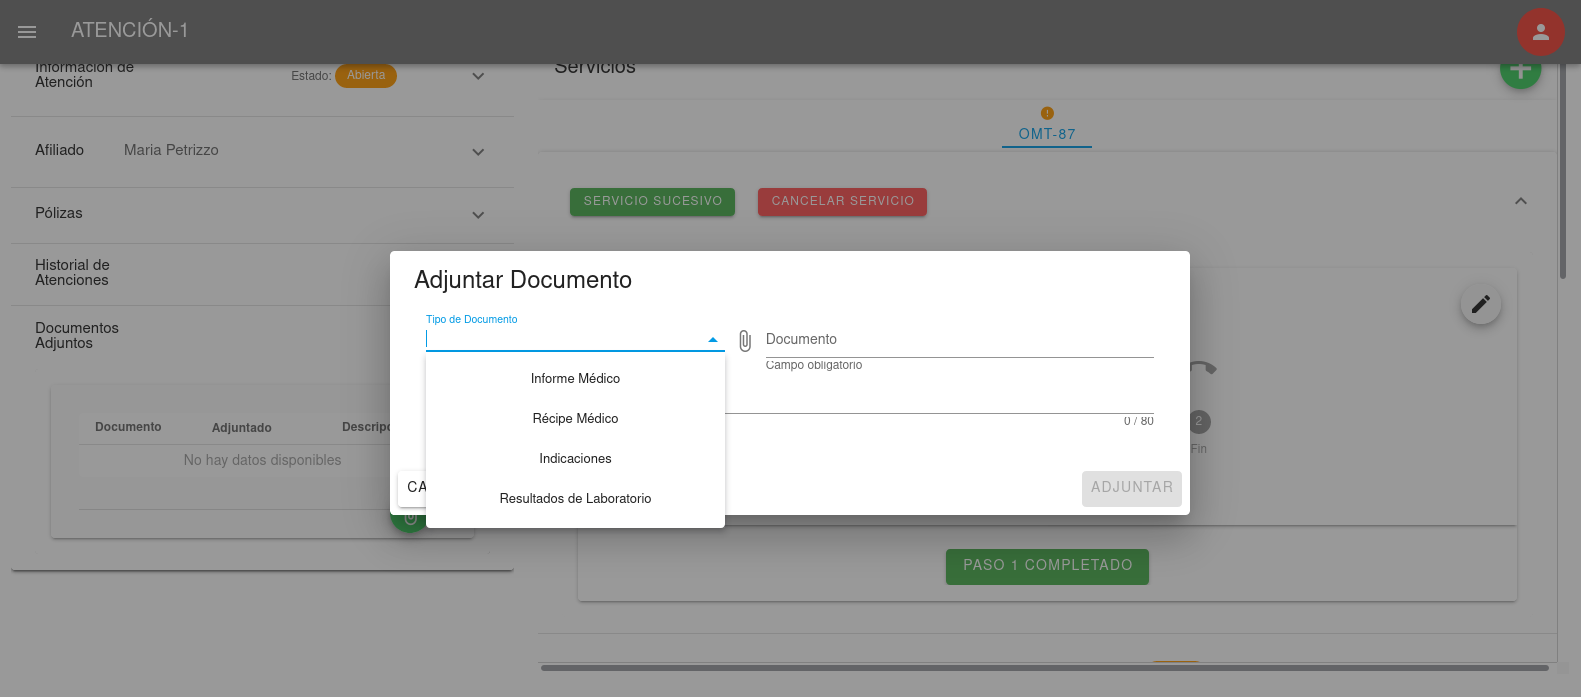 ATENCIÓN-1
Información de
Atención
Estado: Abierta
Afiliado Maria Petrizzo
Pólizas
Historial de
Atenciones
Documentos
Adjuntos
Documento Adjuntado
No hay datos disponibles
Servicios
OMT-87
SERVICIO SUCESIVO CANCELAR SERVICIO
Adjuntar Documento
Tipo de Documento
Documento
Campo obligatorio
Informe Médico
Récipe Médico
Indicaciones
Resultados de Laboratorio
0 / 80
ADJUNTAR
2
Fin
PASO 1 COMPLETADO